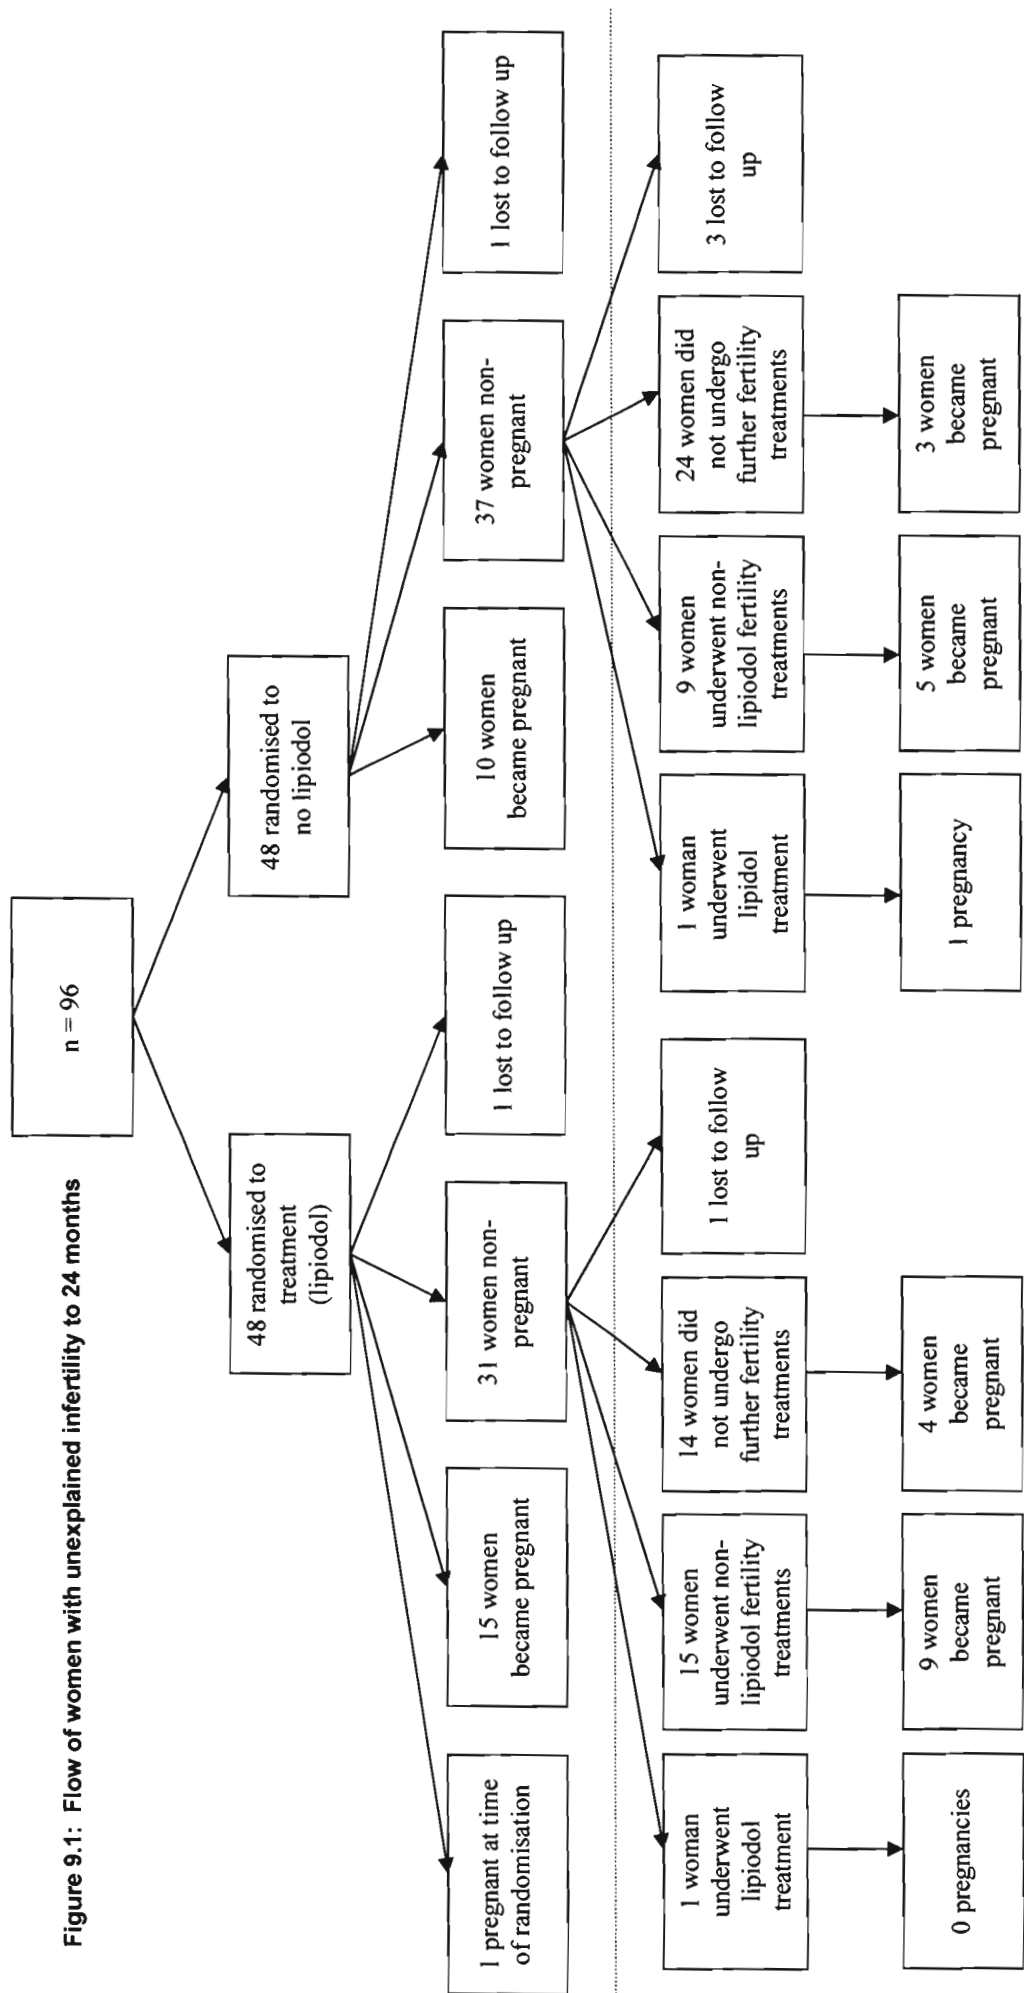 Figure 9.1: Flow of women with unexplained infertility to 24 months
n = 96
48 randomised to
treatment
(lipiodol)
48 randomised to
no lipiodol
1 pregnant at time
of randomisation
15 women
became pregnant
31 women non-
pregnant
1 lost to follow up
10 women
became pregnant
37 women non-
pregnant
1 lost to follow up
1 woman
underwent
lipiodol
treatment
15 women
underwent non-
lipiodol fertility
treatments
14 women did
not undergo
further fertility
treatments
1 lost to follow
up
1 woman
underwent
lipidol
treatment
9 women
underwent non-
lipiodol fertility
treatments
24 women did
not undergo
further fertility
treatments
3 lost to follow
up
0 pregnancies
9 women
became
pregnant
4 women
became
pregnant
1 pregnancy
5 women
became
pregnant
3 women
became
pregnant